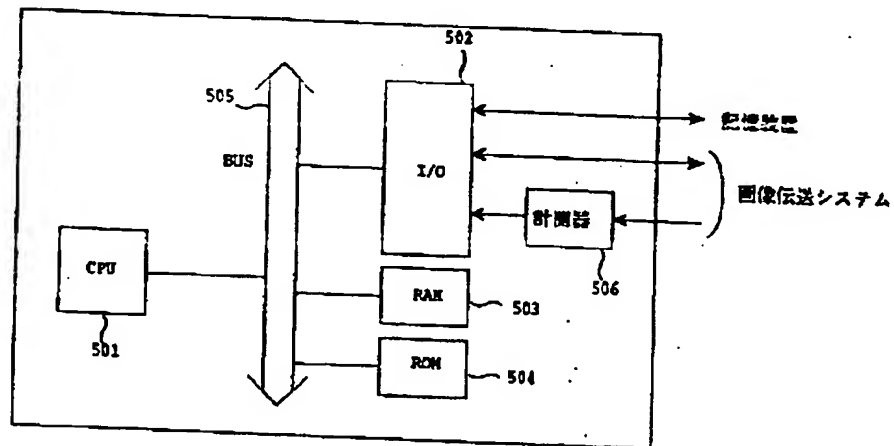 502
505
記憶装置
BUS
I/O
画像伝送システム
計測器
CPU
506
RAM
503
501
ROM
504